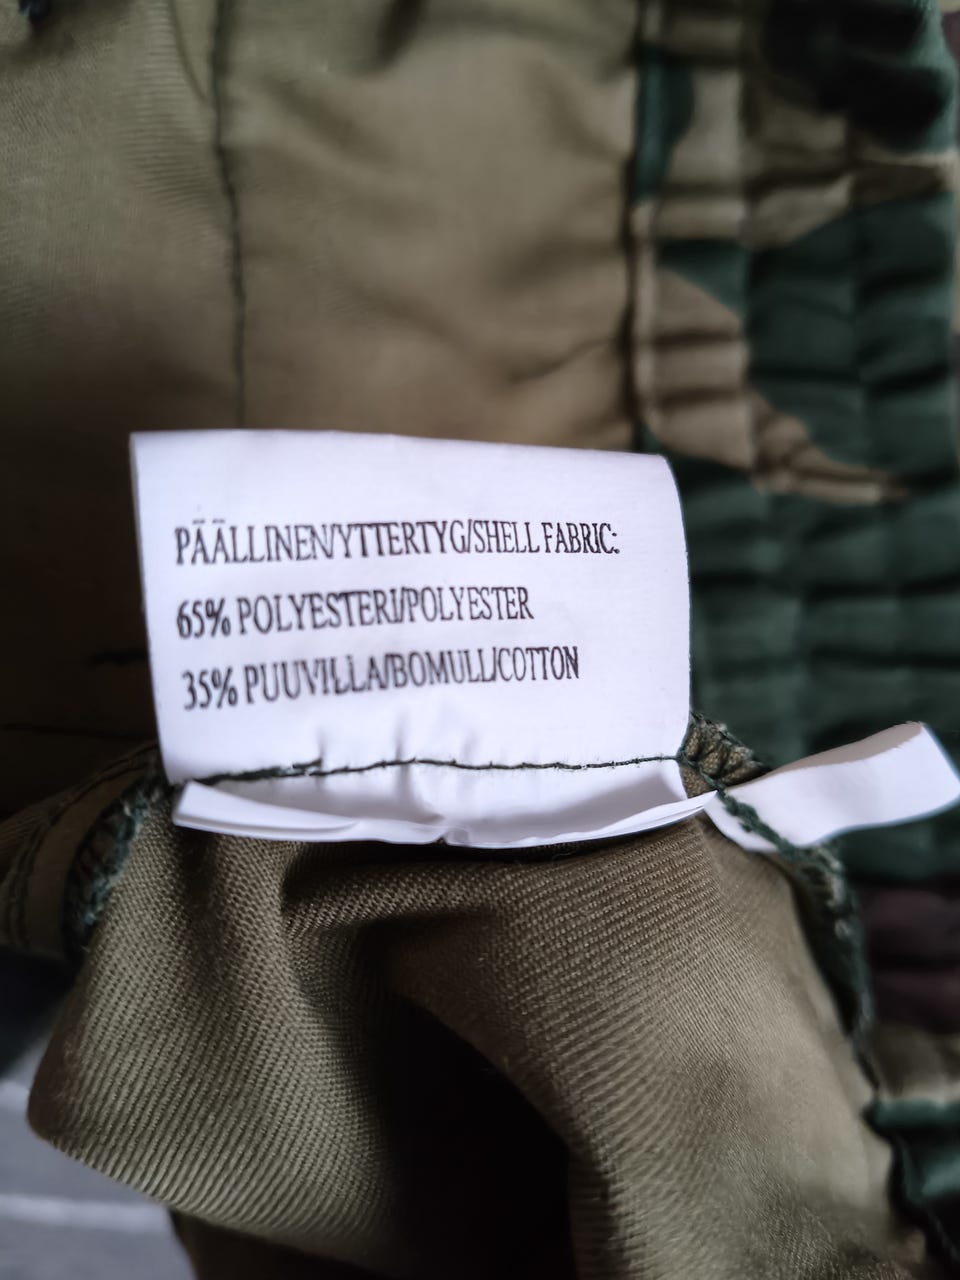 PÄÄLLINEN/YTTERTYG/SHELL FABRIC:
65% POLYESTERI/POLYESTER
35% PUUVILLA/BOMULL/COTTON